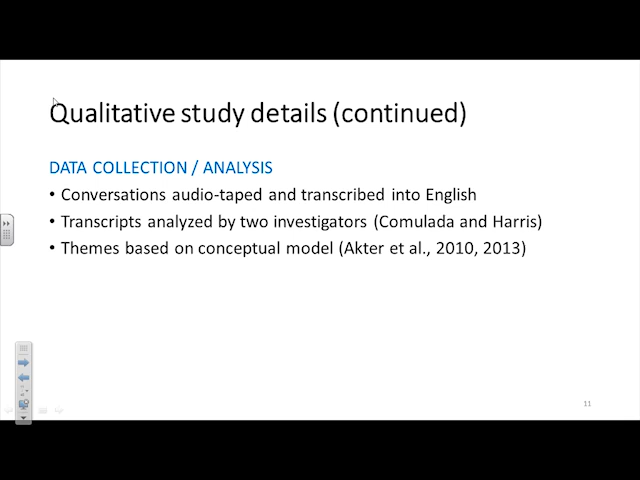 Qualitative study details (continued)
DATA COLLECTION / ANALYSIS
• Conversations audio-taped and transcribed into English
• Transcripts analyzed by two investigators (Comulada and Harris)
• Themes based on conceptual model (Akter et al., 2010, 2013)
11